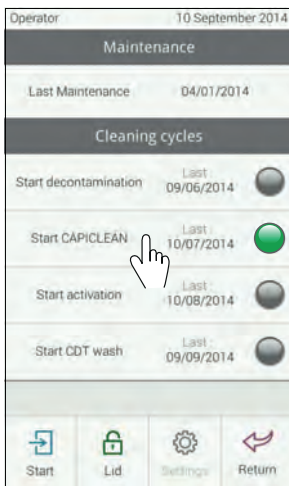 Operator 10 September 2014
Maintenance
Last Maintenance 04/01/2014
Cleaning cycles
Start decontamination Last : 09/06/2014
Start CAPICLEAN Last : 10/07/2014
Start activation Last : 10/08/2014
Start CDT wash Last : 09/09/2014
Start Lid Settings Return